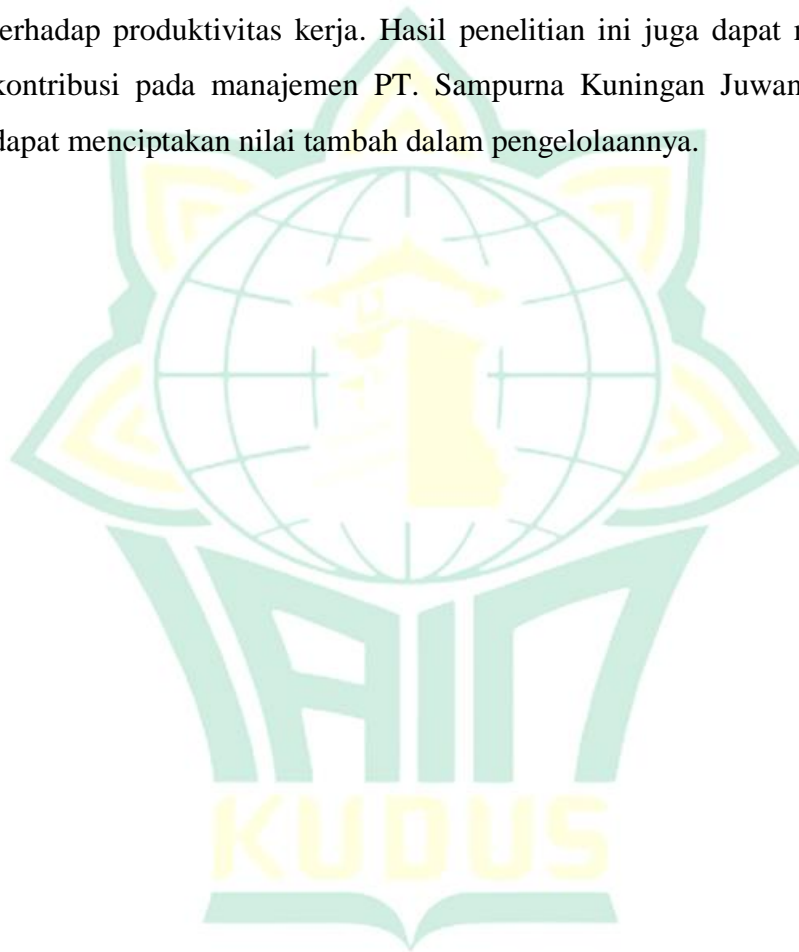 erhadap produktivitas kerja. Hasil penelitian ini juga dapat
kontribusi pada manajemen PT. Sampurna Kuningan Juwan
dapat menciptakan nilai tambah dalam pengelolaannya.
IAIN
KUDUS